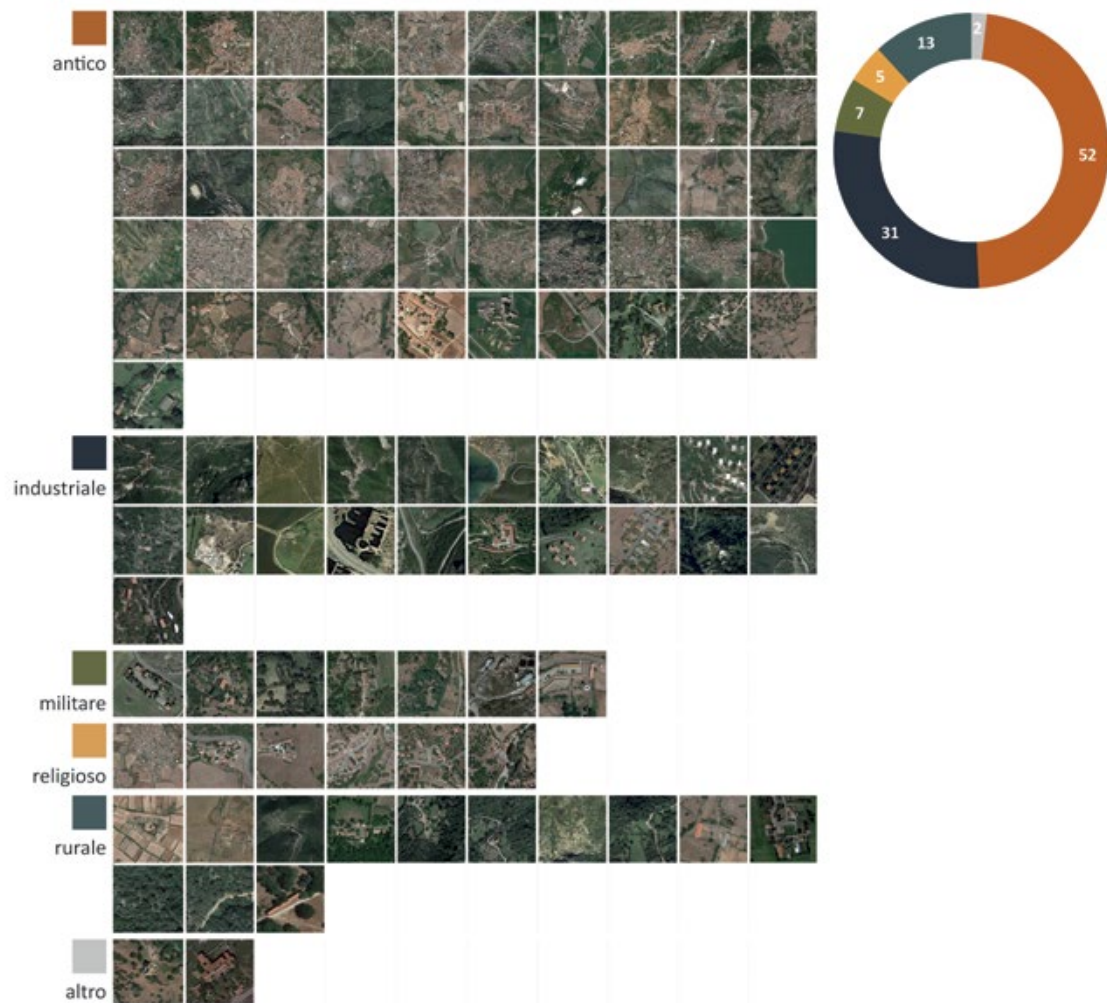 antico
industriale
militare
religioso
rurale
altro
2
13
5
7
52
31